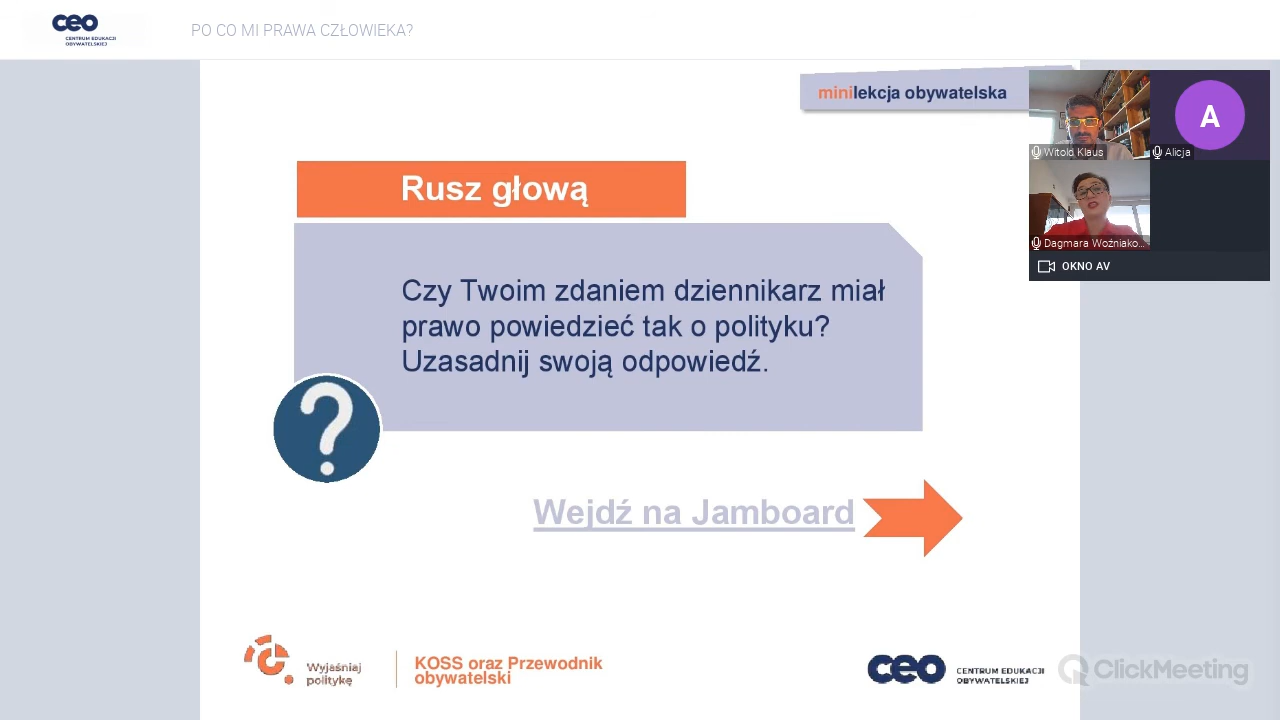 ceo
CENTRUM EDUKACJI
OBYWATELSKIEJ
PO CO MI PRAWA CZŁOWIEKA?
minilekcja obywatelska
A
Witold Klaus
Alicja
Dagmara Woźniako...
OKNO AV
Rusz głową
Czy Twoim zdaniem dziennikarz miał
prawo powiedzieć tak o polityku?
Uzasadnij swoją odpowiedź.
?
Wejdź na Jamboard
Wyjaśniaj
politykę
KOSS oraz Przewodnik
obywatelski
ceo
CENTRUM EDUKACJI
OBYWATELSKIEJ
ClickMeeting